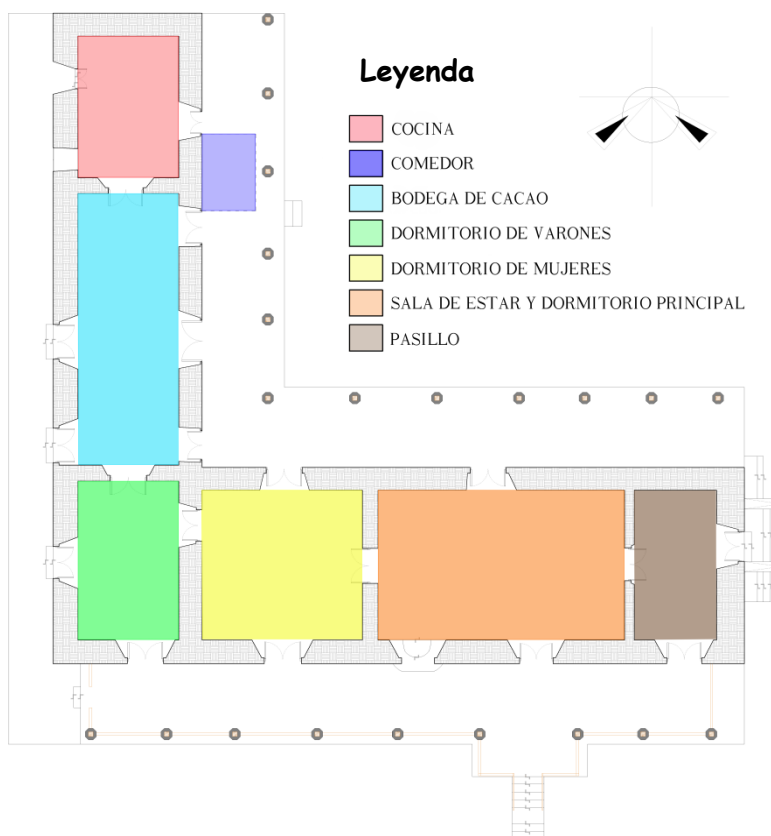 Leyenda
COCINA
COMEDOR
BODEGA DE CACAO
DORMITORIO DE VARONES
DORMITORIO DE MUJERES
SALA DE ESTAR Y DORMITORIO PRINCIPAL
PASILLO